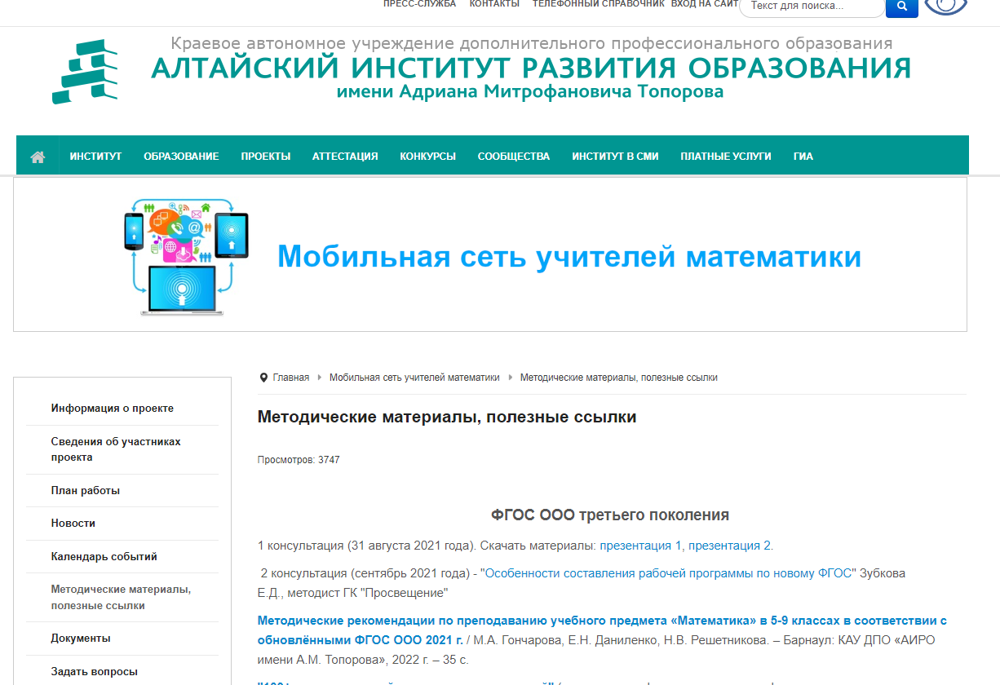 ПРЕСС-СЛУЖБА КОНТАКТЫ ТЕЛЕФОННЫЙ СПРАВОЧНИК ВХОД НА САЙТ Текст для поиска...
Краевое автономное учреждение дополнительного профессионального образования
АЛТАЙСКИЙ ИНСТИТУТ РАЗВИТИЯ ОБРАЗОВАНИЯ
имени Адриана Митрофановича Топорова
ИНСТИТУТ ОБРАЗОВАНИЕ ПРОЕКТЫ АТТЕСТАЦИЯ КОНКУРСЫ СООБЩЕСТВА ИНСТИТУТ В СМИ ПЛАТНЫЕ УСЛУГИ ГИА
Мобильная сеть учителей математики
Информация о проекте
Сведения об участниках
проекта
План работы
Новости
Календарь событий
Методические материалы,
полезные ссылки
Документы
Задать вопросы
Главная Мобильная сеть учителей математики Методические материалы, полезные ссылки
Методические материалы, полезные ссылки
Просмотров: 3747
ФГОС ООО третьего поколения
1 консультация (31 августа 2021 года). Скачать материалы: презентация 1, презентация 2.
2 консультация (сентябрь 2021 года) - "Особенности составления рабочей программы по новому ФГОС" Зубкова
Е.Д., методист ГК "Просвещение"
Методические рекомендации по преподаванию учебного предмета «Математика» в 5-9 классах в соответствии с
обновлёнными ФГОС ООО 2021 г. / М.А. Гончарова, Е.Н. Даниленко, Н.В. Решетникова. – Барнаул: КАУ ДПО «АИРО
имени А.М. Топорова», 2022 г. – 35 с.